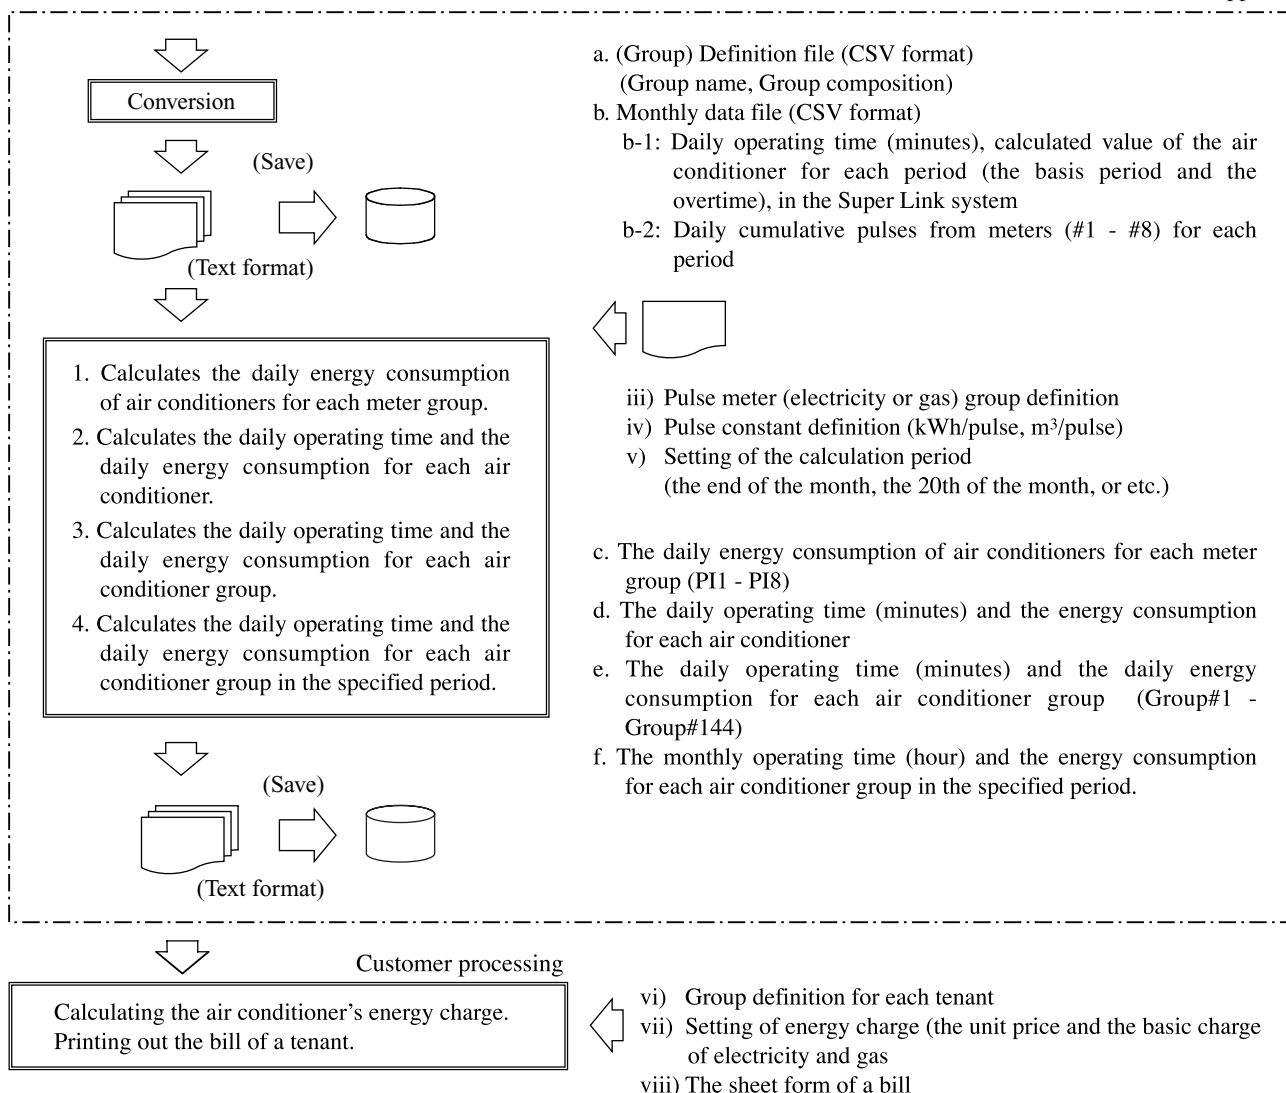 Conversion
(Save)
(Text format)
a. (Group) Definition file (CSV format)
(Group name, Group composition)
b. Monthly data file (CSV format)
b-1: Daily operating time (minutes), calculated value of the air
conditioner for each period (the basis period and the
overtime), in the Super Link system
b-2: Daily cumulative pulses from meters (#1 - #8) for each
period
1. Calculates the daily energy consumption
of air conditioners for each meter group.
2. Calculates the daily operating time and the
daily energy consumption for each air
conditioner.
3. Calculates the daily operating time and the
daily energy consumption for each air
conditioner group.
4. Calculates the daily operating time and the
daily energy consumption for each air
conditioner group in the specified period.
iii) Pulse meter (electricity or gas) group definition
iv) Pulse constant definition (kWh/pulse, m³/pulse)
v) Setting of the calculation period
(the end of the month, the 20th of the month, or etc.)
c. The daily energy consumption of air conditioners for each meter
group (PI1 - PI8)
d. The daily operating time (minutes) and the energy consumption
for each air conditioner
e. The daily operating time (minutes) and the daily energy
consumption for each air conditioner group (Group#1 -
Group#144)
f. The monthly operating time (hour) and the energy consumption
for each air conditioner group in the specified period.
(Save)
(Text format)
Customer processing
Calculating the air conditioner's energy charge.
Printing out the bill of a tenant.
vi) Group definition for each tenant
vii) Setting of energy charge (the unit price and the basic charge
of electricity and gas
viii) The sheet form of a bill